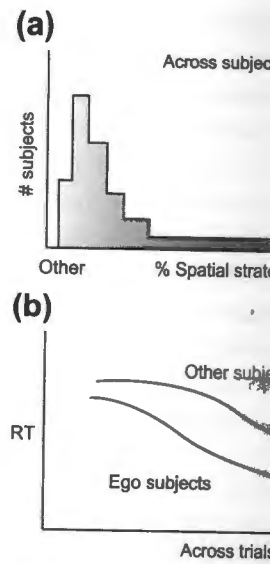 (a)
Across subjec
# subjects
Other
% Spatial strate
(b)
Other subje
RT
Ego subjects
Across trials